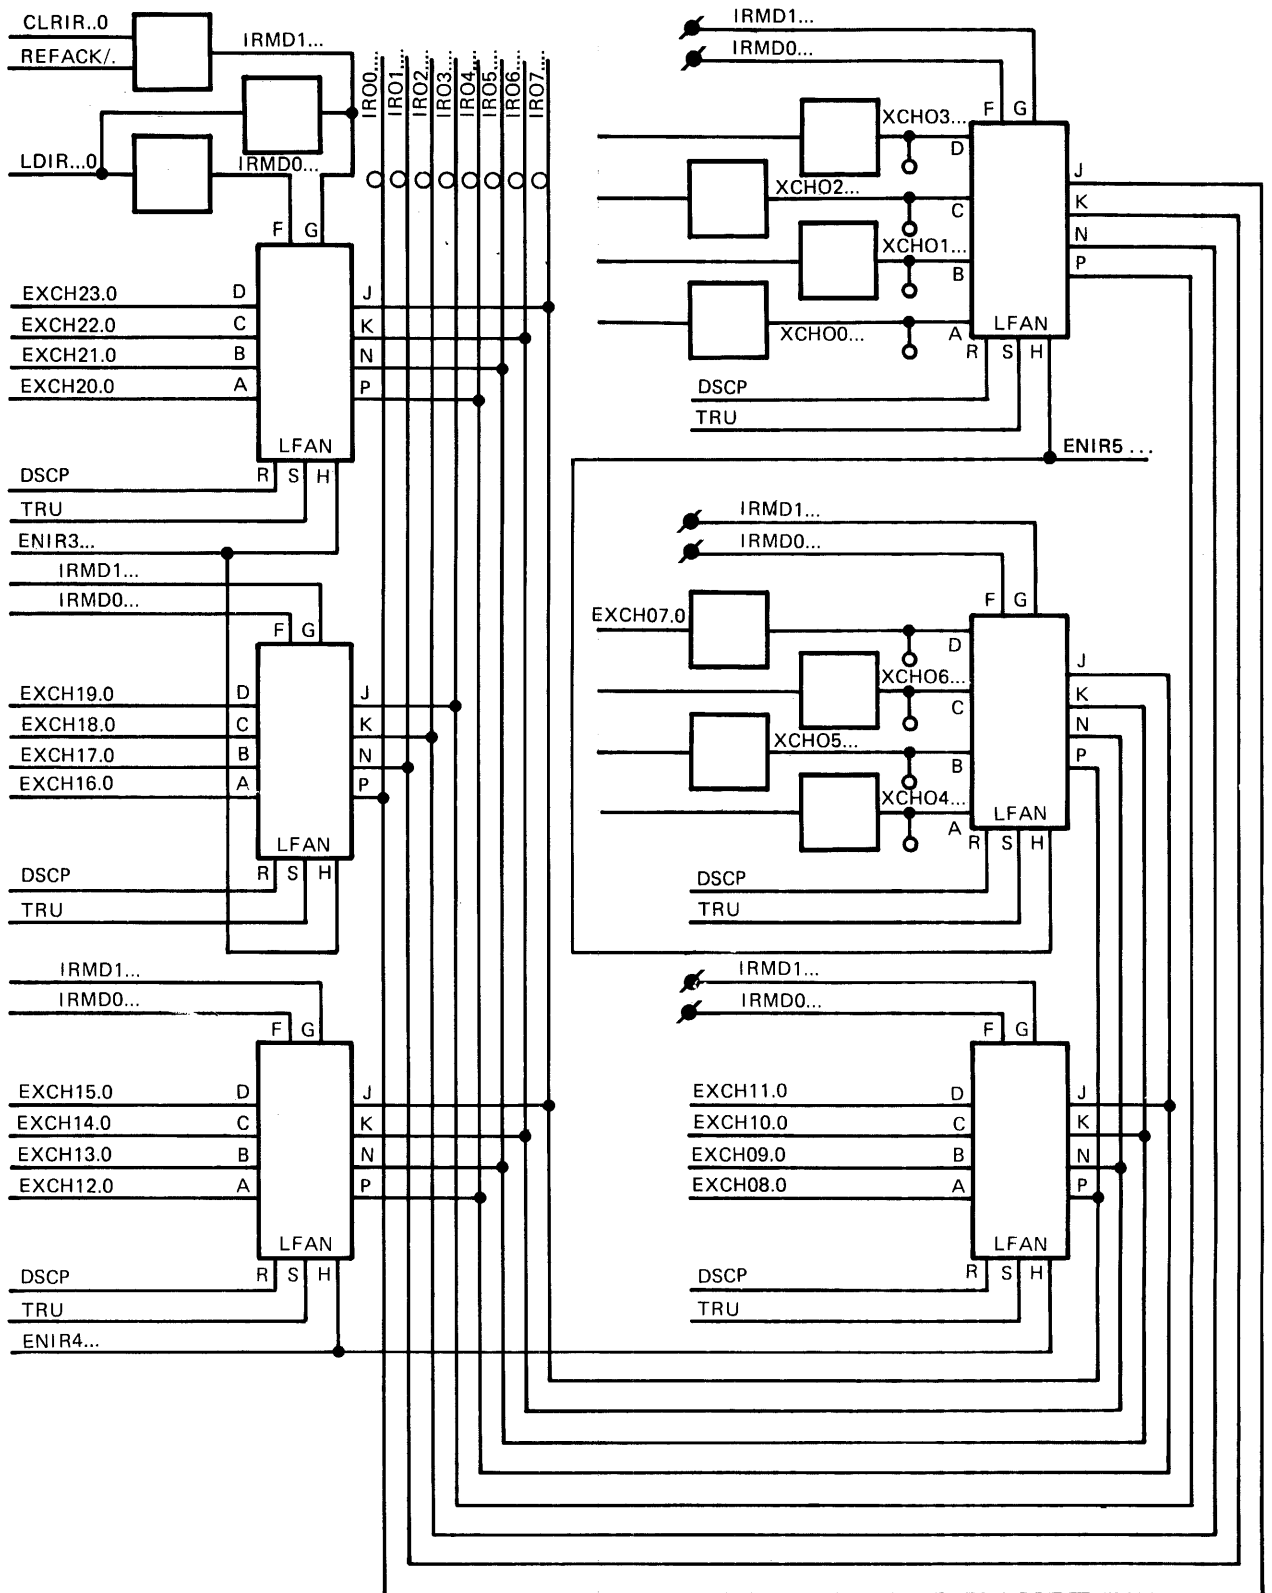 CLRIR..0
REFACK/.
IRMD1...
LDIR...0
IRMD0...
IRO0....
IRO1....
IRO2....
IRO3....
IRO4....
IRO5....
IRO6....
IRO7....
F G
EXCH23.0 D J
EXCH22.0 C K
EXCH21.0 B N
EXCH20.0 A P
LFAN
R S H
DSCP
TRU
ENIR3...
IRMD1...
IRMD0...
F G
EXCH19.0 D J
EXCH18.0 C K
EXCH17.0 B N
EXCH16.0 A P
LFAN
R S H
DSCP
TRU
IRMD1...
IRMD0...
F G
EXCH15.0 D J
EXCH14.0 C K
EXCH13.0 B N
EXCH12.0 A P
LFAN
R S H
DSCP
TRU
ENIR4...
IRMD1...
IRMD0...
F G
XCHO3...
D J
XCHO2...
C K
XCHO1...
B N
P
XCHO0...
A
LFAN
R S H
DSCP
TRU
ENIR5 ...
IRMD1...
IRMD0...
F G
EXCH07.0
D J
XCHO6...
C K
XCHO5...
B N
P
XCHO4...
A
LFAN
R S H
DSCP
TRU
IRMD1...
IRMD0...
F G
EXCH11.0 D J
EXCH10.0 C K
EXCH09.0 B N
EXCH08.0 A P
LFAN
R S H
DSCP
TRU